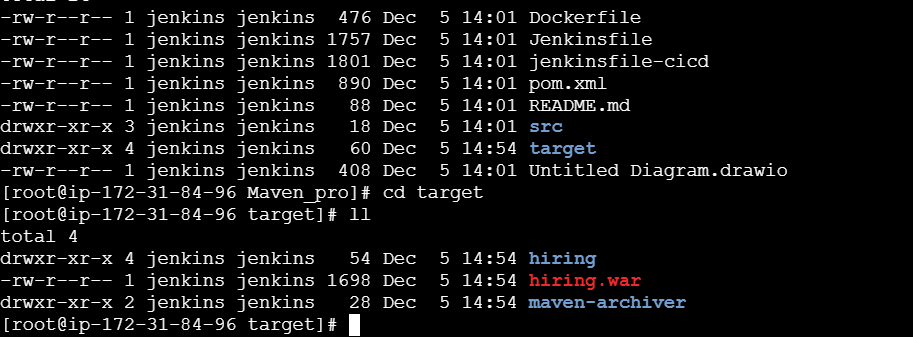 -rw-r--r-- 1 jenkins jenkins  476 Dec  5 14:01 Dockerfile
-rw-r--r-- 1 jenkins jenkins 1757 Dec  5 14:01 Jenkinsfile
-rw-r--r-- 1 jenkins jenkins 1801 Dec  5 14:01 jenkinsfile-cicd
-rw-r--r-- 1 jenkins jenkins  890 Dec  5 14:01 pom.xml
-rw-r--r-- 1 jenkins jenkins   88 Dec  5 14:01 README.md
drwxr-xr-x 3 jenkins jenkins   18 Dec  5 14:01 src
drwxr-xr-x 4 jenkins jenkins   60 Dec  5 14:54 target
-rw-r--r-- 1 jenkins jenkins  408 Dec  5 14:01 Untitled Diagram.drawio
[root@ip-172-31-84-96 Maven_pro]# cd target
[root@ip-172-31-84-96 target]# ll
total 4
drwxr-xr-x 4 jenkins jenkins   54 Dec  5 14:54 hiring
-rw-r--r-- 1 jenkins jenkins 1698 Dec  5 14:54 hiring.war
drwxr-xr-x 2 jenkins jenkins   28 Dec  5 14:54 maven-archiver
[root@ip-172-31-84-96 target]#